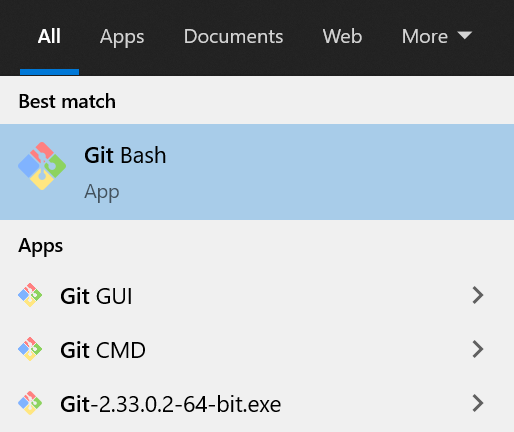 All Apps Documents Web More
Best match
Git Bash
App
Apps
Git GUI
Git CMD
Git-2.33.0.2-64-bit.exe